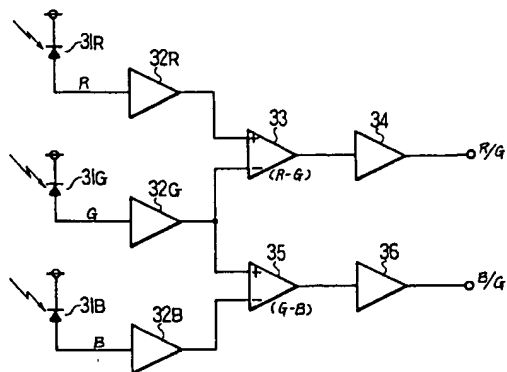 31R
R
32R
33
+
−
(R-G)
34
R/G
31G
G
32G
35
+
−
(G-B)
36
B/G
31B
B
32B